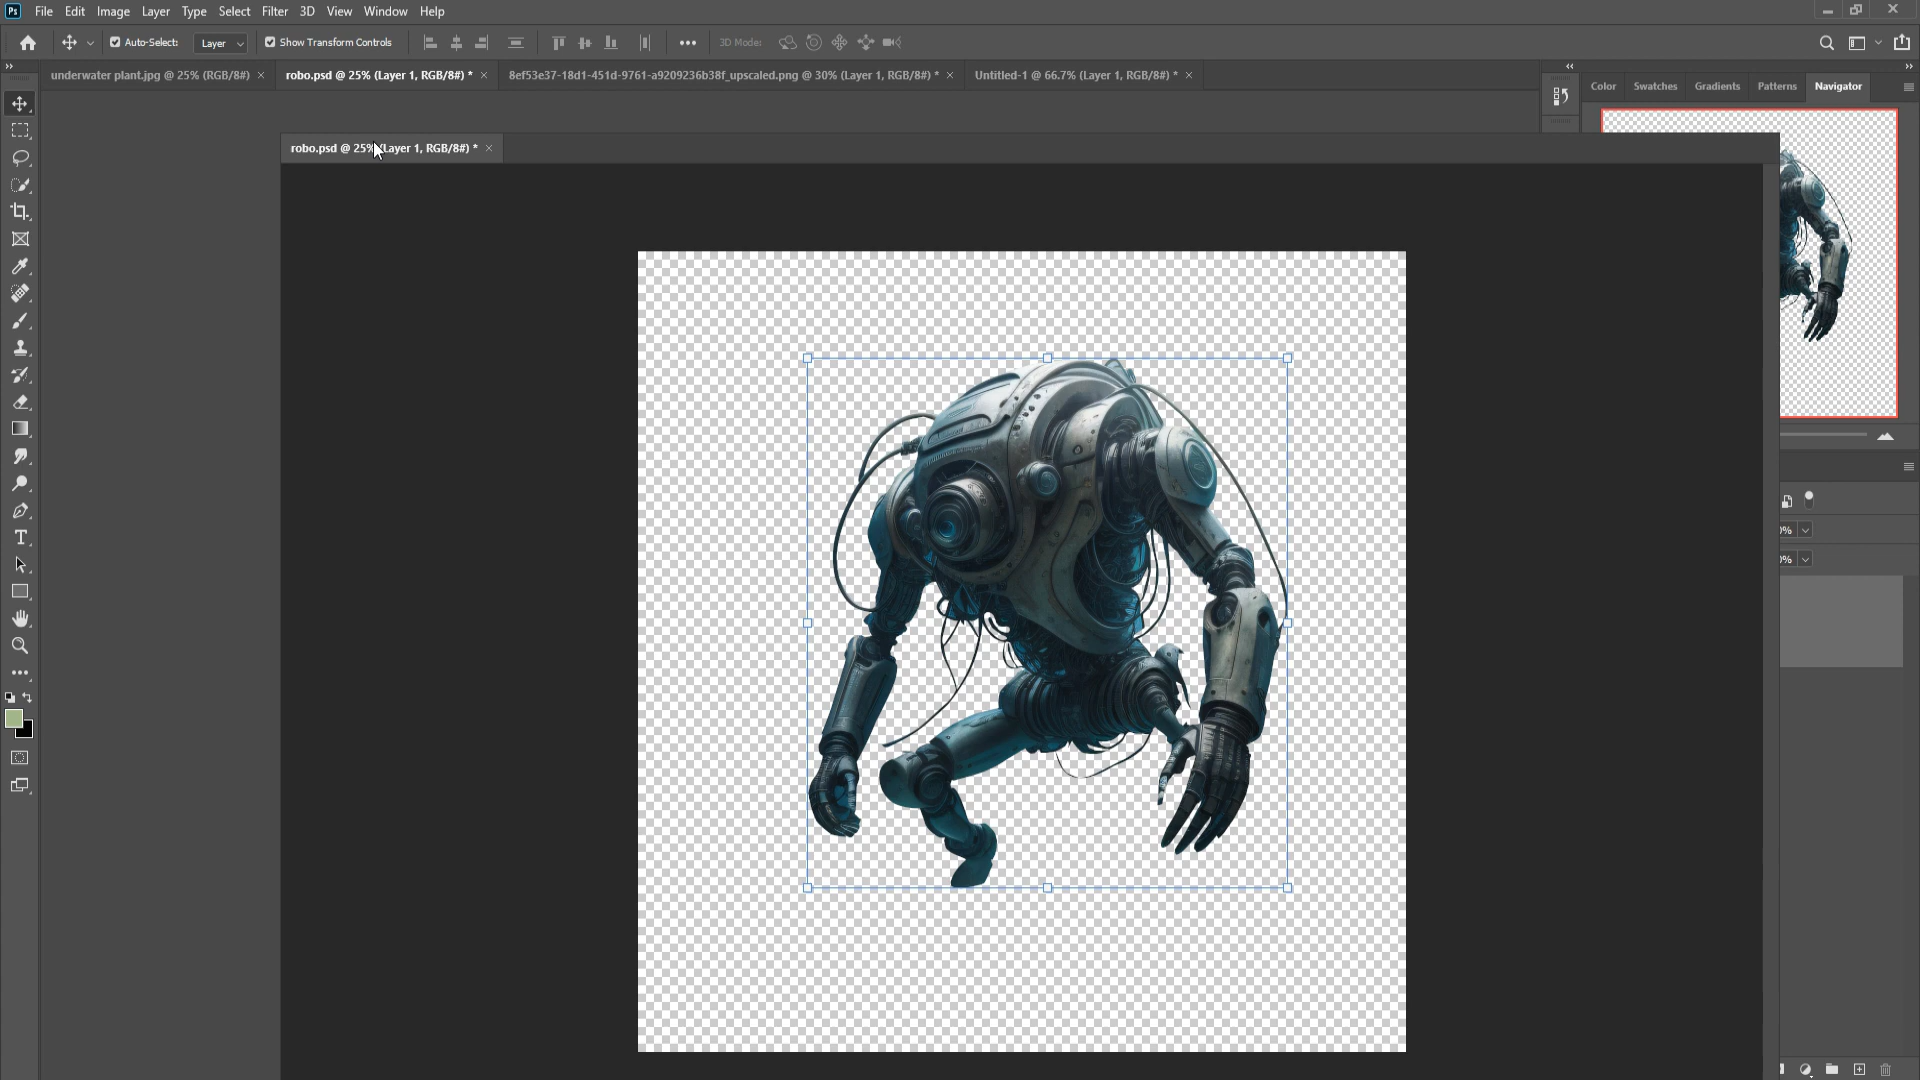 Ps File Edit Image Layer Type Select Filter 3D View Window Help
Auto-Select: Layer Show Transform Controls 3D Mode:
underwater plant.jpg @ 25% (RGB/8#) robo.psd @ 25% (Layer 1, RGB/8#) * 8ef53e37-18d1-451d-9761-a9209236b38f_upscaled.png @ 30% (Layer 1, RGB/8#) * Untitled-1 @ 66.7% (Layer 1, RGB/8#) *
Color Swatches Gradients Patterns Navigator
robo.psd @ 25% (Layer 1, RGB/8#) *
0%
0%